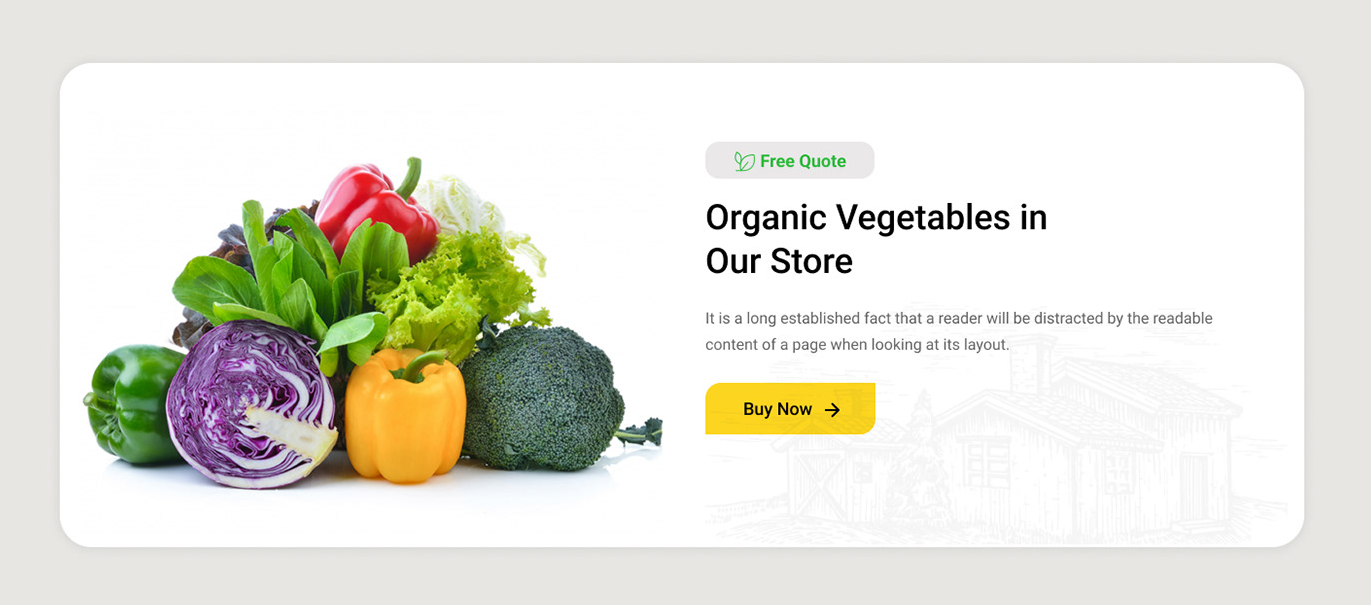 Free Quote
Organic Vegetables in
Our Store
It is a long established fact that a reader will be distracted by the readable
content of a page when looking at its layout.
Buy Now